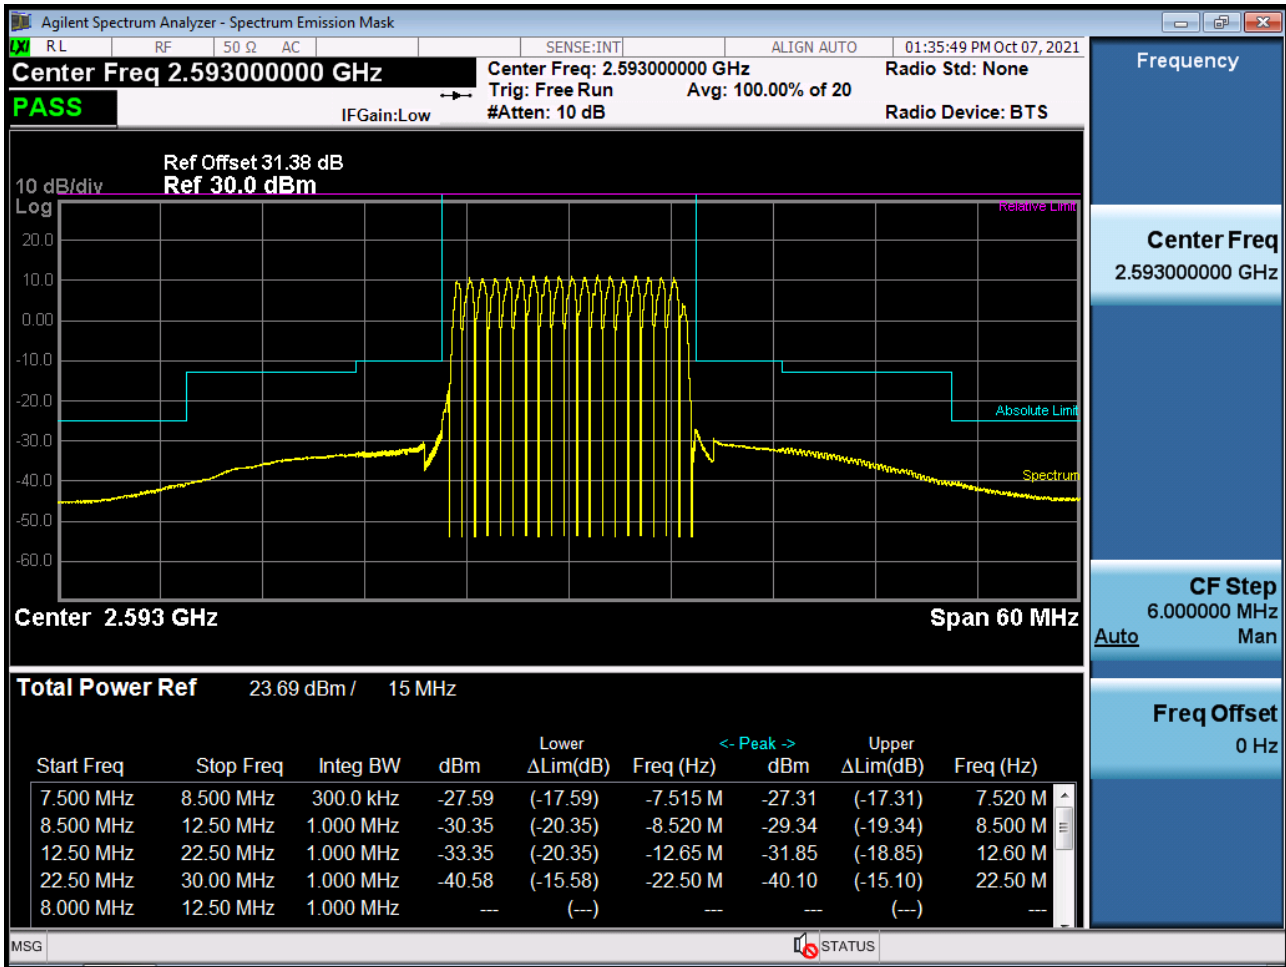 Agilent Spectrum Analyzer - Spectrum Emission Mask
LXI RL RF 50 Ω AC SENSE:INT ALIGN AUTO 01:35:49 PM Oct 07, 2021
Center Freq 2.593000000 GHz
Center Freq: 2.593000000 GHz Radio Std: None
Trig: Free Run Avg: 100.00% of 20
PASS
IFGain:Low #Atten: 10 dB Radio Device: BTS
Ref Offset 31.38 dB
10 dB/div Ref 30.0 dBm
Log
Relative Limit
20.0
10.0
0.00
-10.0
-20.0
Absolute Limit
-30.0
-40.0
Spectrum
-50.0
-60.0
Center 2.593 GHz Span 60 MHz
Total Power Ref 23.69 dBm / 15 MHz
Lower <- Peak -> Upper
Start Freq Stop Freq Integ BW dBm ΔLim(dB) Freq (Hz) dBm ΔLim(dB) Freq (Hz)
7.500 MHz 8.500 MHz 300.0 kHz -27.59 (-17.59) -7.515 M -27.31 (-17.31) 7.520 M
8.500 MHz 12.50 MHz 1.000 MHz -30.35 (-20.35) -8.520 M -29.34 (-19.34) 8.500 M
12.50 MHz 22.50 MHz 1.000 MHz -33.35 (-20.35) -12.65 M -31.85 (-18.85) 12.60 M
22.50 MHz 30.00 MHz 1.000 MHz -40.58 (-15.58) -22.50 M -40.10 (-15.10) 22.50 M
8.000 MHz 12.50 MHz 1.000 MHz --- (---) --- --- (---) ---
MSG STATUS
Frequency
Center Freq
2.593000000 GHz
CF Step
6.000000 MHz
Auto Man
Freq Offset
0 Hz